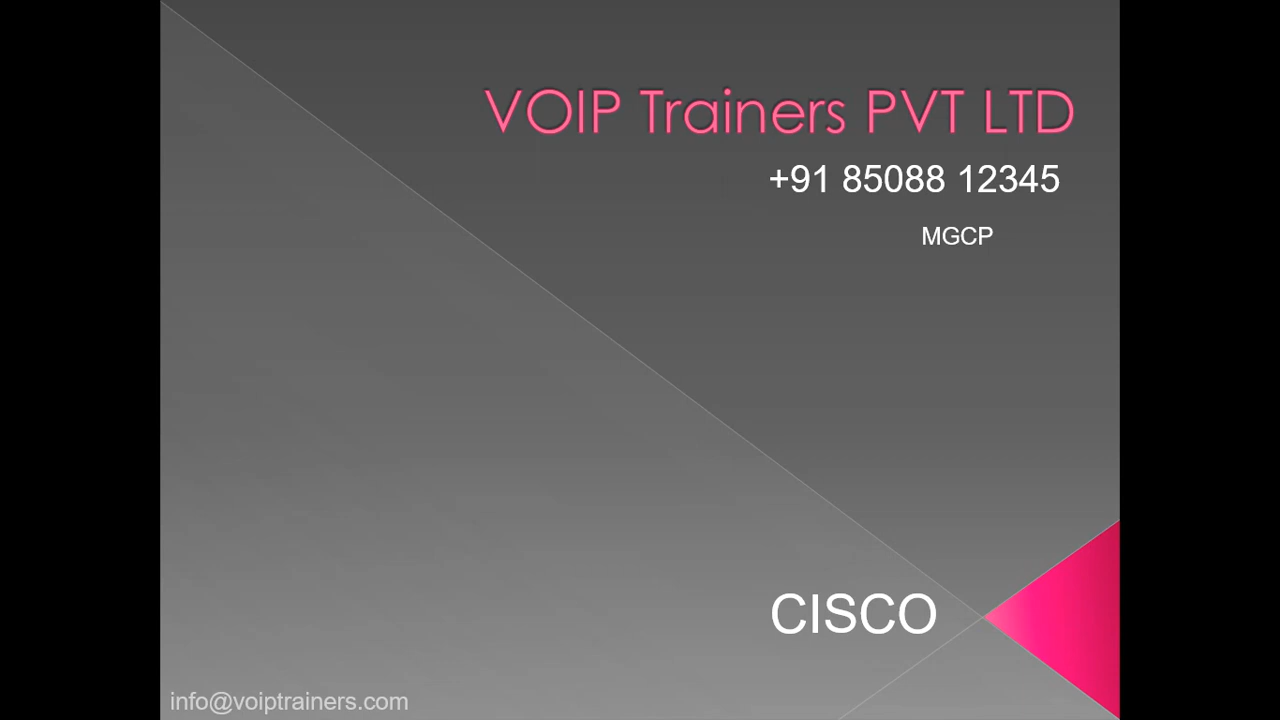 VOIP Trainers PVT LTD
+91 85088 12345
MGCP
CISCO
info@voiptrainers.com